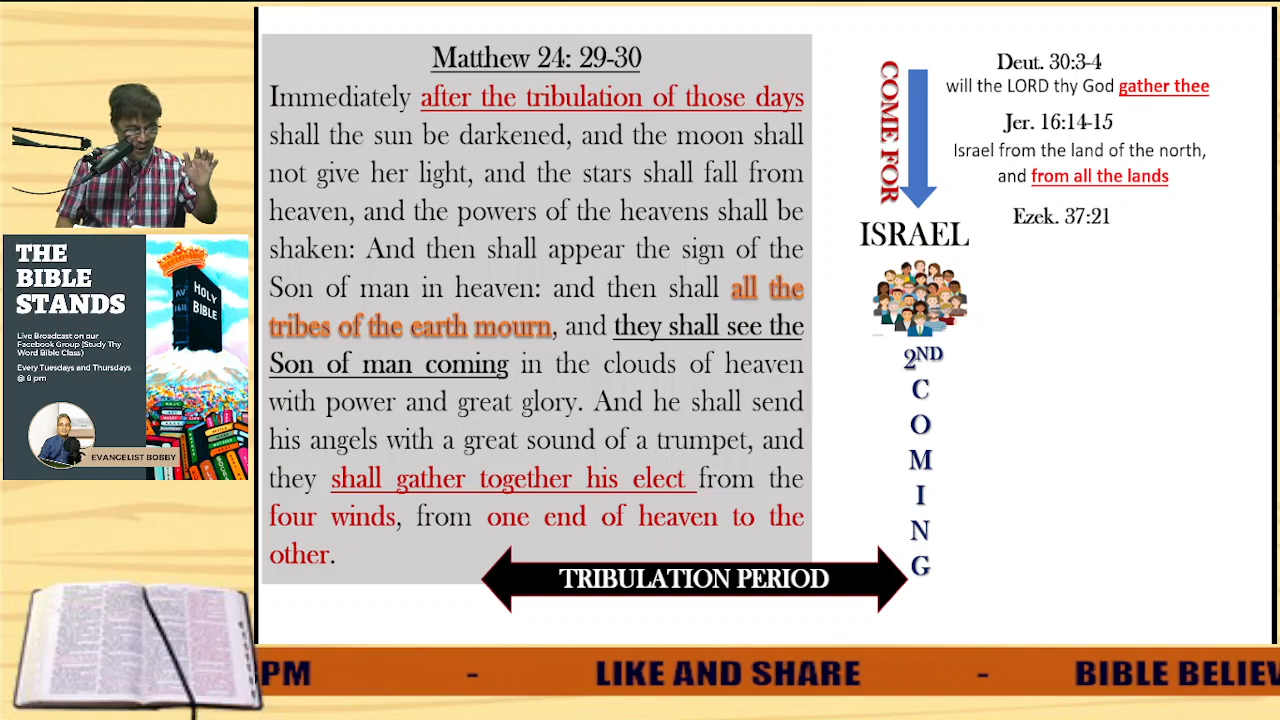 Matthew 24: 29-30
Immediately after the tribulation of those days
shall the sun be darkened, and the moon shall
not give her light, and the stars shall fall from
heaven, and the powers of the heavens shall be
shaken: And then shall appear the sign of the
Son of man in heaven: and then shall all the
tribes of the earth mourn, and they shall see the
Son of man coming in the clouds of heaven
with power and great glory. And he shall send
his angels with a great sound of a trumpet, and
they shall gather together his elect from the
four winds, from one end of heaven to the
other.
TRIBULATION PERIOD
COME FOR
ISRAEL
2ND
COMING
Deut. 30:3-4
will the LORD thy God gather thee
Jer. 16:14-15
Israel from the land of the north,
and from all the lands
Ezek. 37:21
THE
BIBLE
STANDS
Live Broadcast on our
Facebook Group (Study Thy
Word Bible Class)
Every Tuesdays and Thursdays
@ 8 pm
EVANGELIST BOBBY
AV
1611
HOLY
BIBLE
PM - LIKE AND SHARE - BIBLE BELIEV